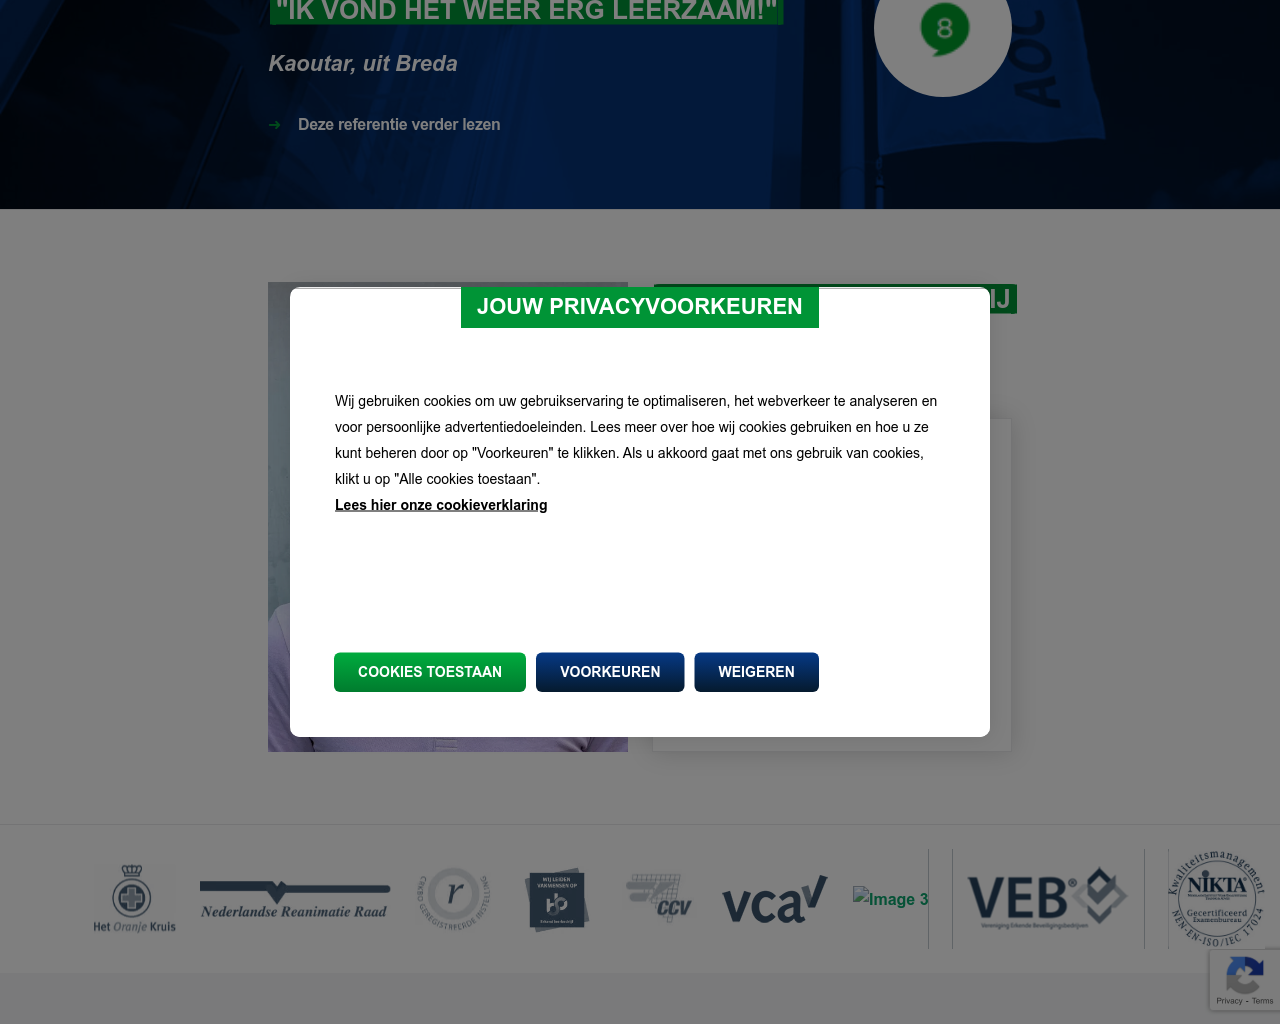 "IK VOND HET WEER ERG LEERZAAM!"
8
Kaoutar, uit Breda
➔ Deze referentie verder lezen
IJ
JOUW PRIVACYVOORKEUREN
Wij gebruiken cookies om uw gebruikservaring te optimaliseren, het webverkeer te analyseren en
voor persoonlijke advertentiedoeleinden. Lees meer over hoe wij cookies gebruiken en hoe u ze
kunt beheren door op "Voorkeuren" te klikken. Als u akkoord gaat met ons gebruik van cookies,
klikt u op "Alle cookies toestaan".
Lees hier onze cookieverklaring
COOKIES TOESTAAN
VOORKEUREN
WEIGEREN
Het Oranje Kruis
Nederlandse Reanimatie Raad
CRKBO GEREGISTREERDE INSTELLING
r
WIJ LEIDEN
VAKMENSEN OP
CCV
vca
Image 3
VEB®
Vereniging Erkende Beveiligingsbedrijven
Kwaliteitsmanagement
NIKTA
Gecertificeerd
Examenbureau
NEN-EN-ISO/IEC 17024
Privacy - Terms